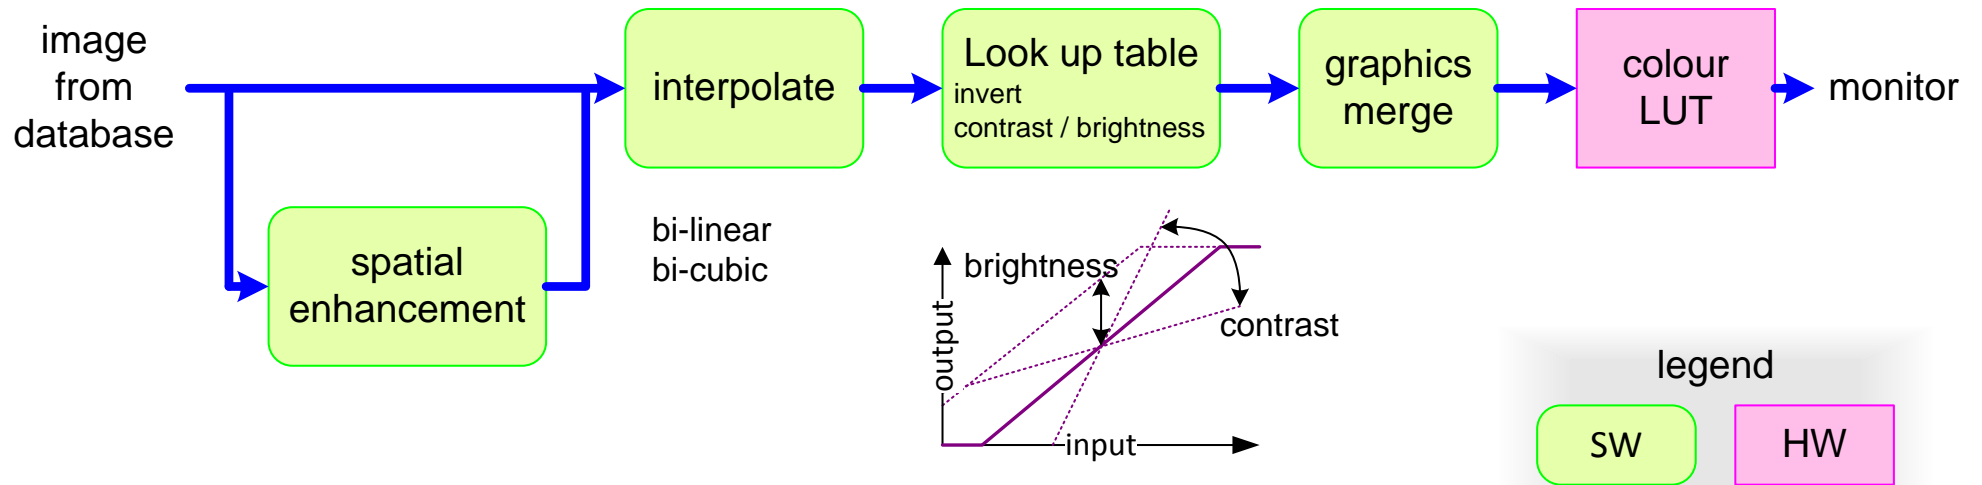 image
from
database
interpolate
Look up table
invert
contrast / brightness
graphics
merge
colour
LUT
monitor
spatial
enhancement
bi-linear
bi-cubic
brightness
contrast
output
input
legend
SW
HW